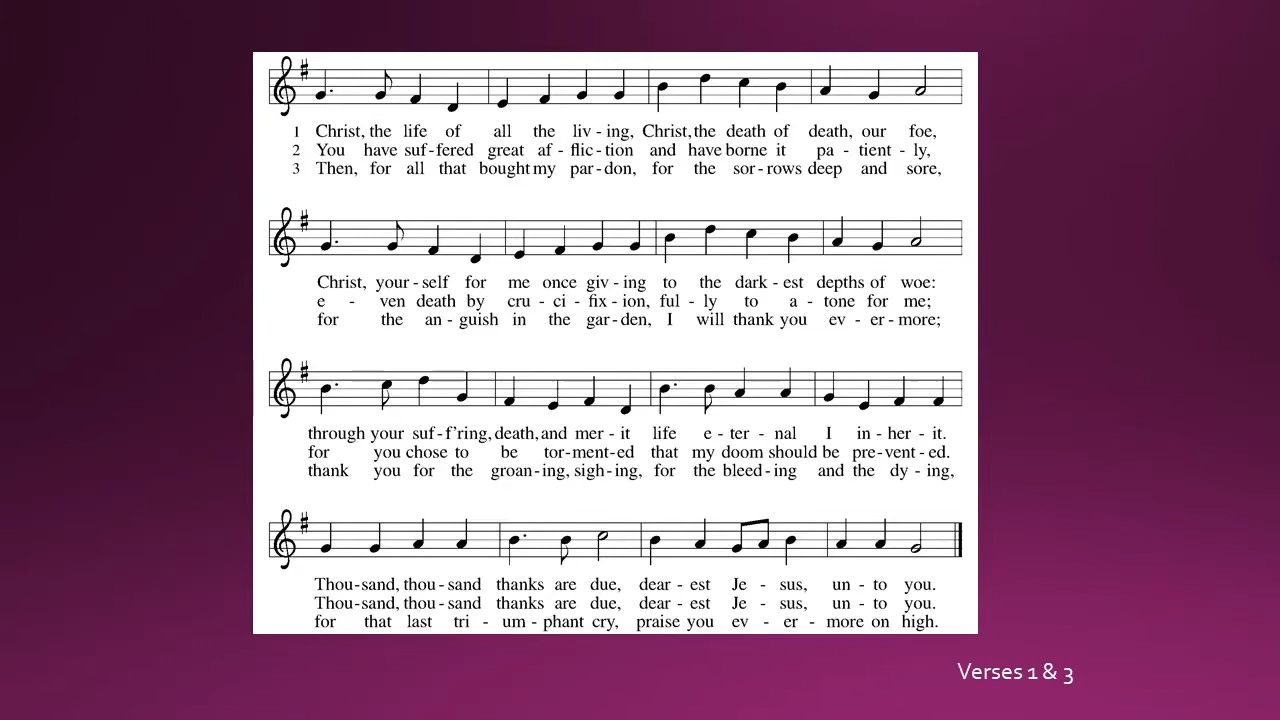 1 Christ, the life of all the liv - ing, Christ, the death of death, our foe,
2 You have suf - fered great af - flic - tion and have borne it pa - tient - ly,
3 Then, for all that bought my par - don, for the sor - rows deep and sore,
Christ, your - self for me once giv - ing to the dark - est depths of woe:
e - ven death by cru - ci - fix - ion, ful - ly to a - tone for me;
for the an - guish in the gar - den, I will thank you ev - er - more;
through your suf - f'ring, death, and mer - it life e - ter - nal I in - her - it.
for you chose to be tor - ment - ed that my doom should be pre - vent - ed.
thank you for the groan - ing, sigh - ing, for the bleed - ing and the dy - ing,
Thou - sand, thou - sand thanks are due, dear - est Je - sus, un - to you.
Thou - sand, thou - sand thanks are due, dear - est Je - sus, un - to you.
for that last tri - um - phant cry, praise you ev - er - more on high.
Verses 1 & 3